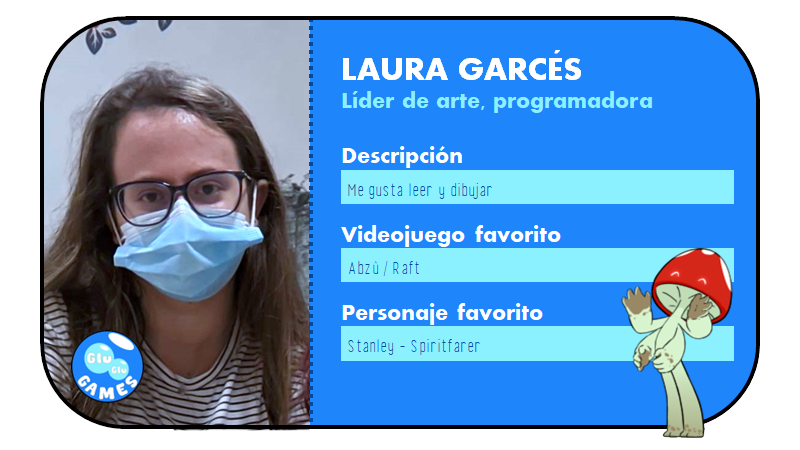 LAURA GARCÉS
Líder de arte, programadora
Descripción
Me gusta leer y dibujar
Videojuego favorito
Abzû / Raft
Personaje favorito
Stanley - Spiritfarer
Glu
Glu
GAMES